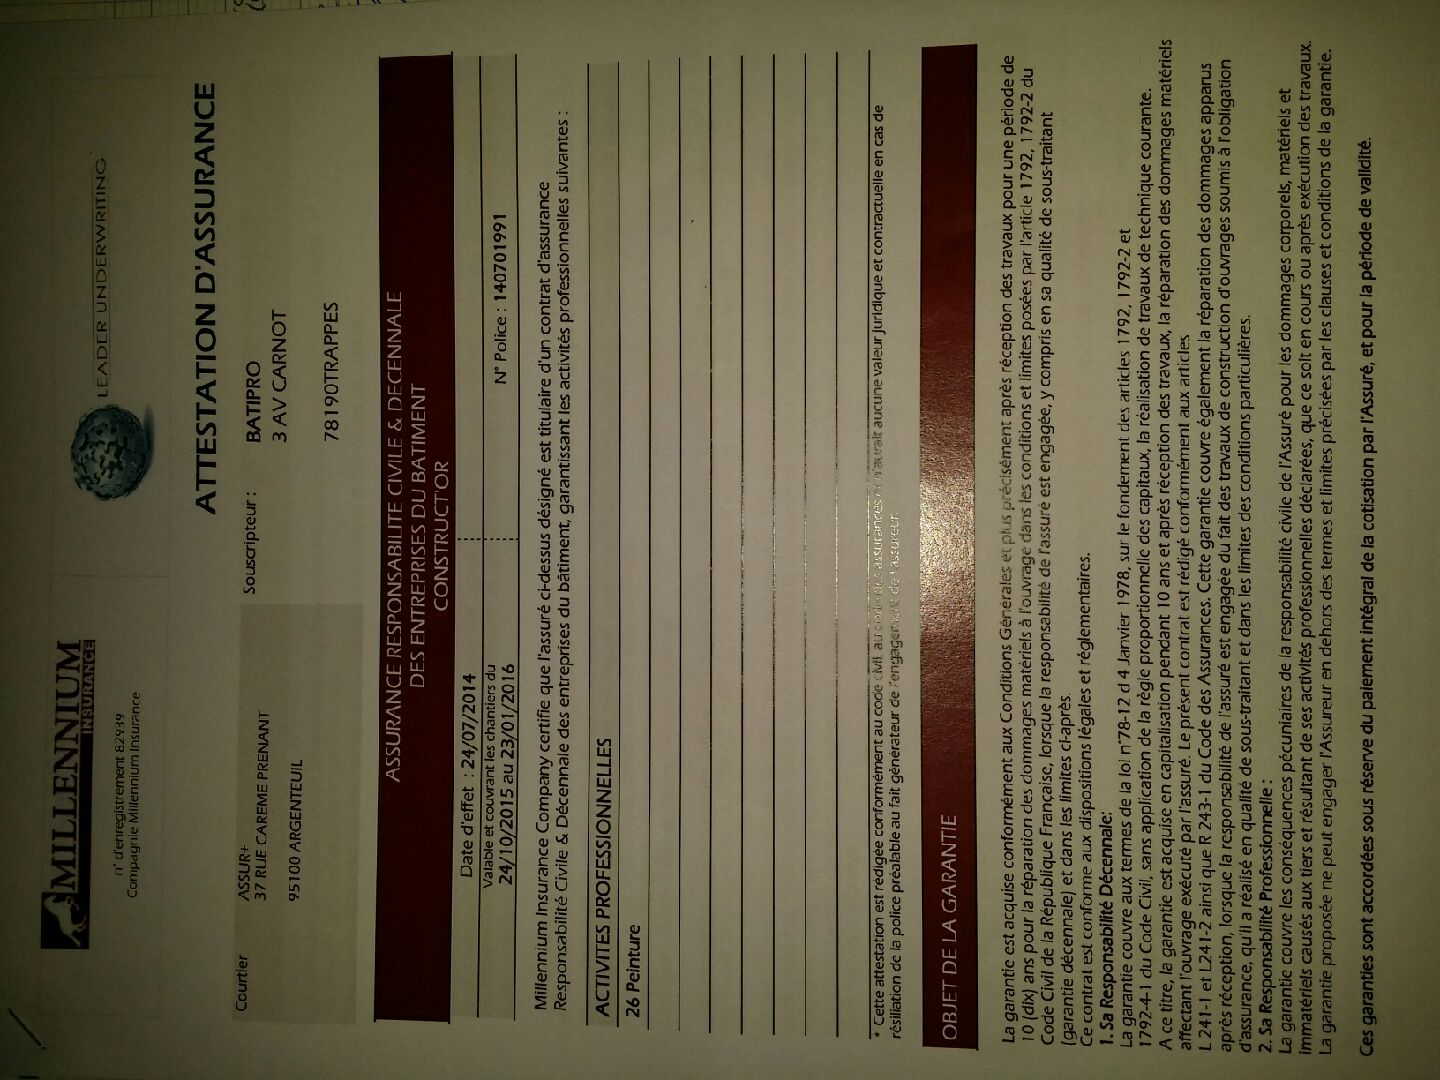 MILLENNIUM
INSURANCE
n° d'enregistrement 82939
Compagnie Millennium Insurance
LEADER UNDERWRITING
ATTESTATION D'ASSURANCE
Courtier
ASSUR+
37 RUE CAREME PRENANT
95100 ARGENTEUIL
Souscripteur :
BATIPRO
3 AV CARNOT
78190TRAPPES
ASSURANCE RESPONSABILITE CIVILE & DECENNALE
DES ENTREPRISES DU BATIMENT
CONSTRUCT'OR
Date d'effet : 24/07/2014
Valable et couvrant les chantiers du
24/10/2015 au 23/01/2016
N° Police : 140701991
Millennium Insurance Company certifie que l'assuré ci-dessus désigné est titulaire d'un contrat d'assurance
Responsabilité Civile & Décennale des entreprises du bâtiment, garantissant les activités professionnelles suivantes :
ACTIVITES PROFESSIONNELLES
26 Peinture
* Cette attestation est rédigée conformément au code civil, au code des assurances et n'aurait aucune valeur juridique et contractuelle en cas de
résiliation de la police préalable au fait générateur de l'engagement de l'assureur.
OBJET DE LA GARANTIE
La garantie est acquise conformément aux Conditions Générales et plus précisément après réception des travaux pour une période de
10 (dix) ans pour la réparation des dommages matériels à l'ouvrage dans les conditions et limites posées par l'article 1792, 1792-2 du
Code Civil de la République Française, lorsque la responsabilité de l'assuré est engagée, y compris en sa qualité de sous-traitant
(garantie décennale) et dans les limites ci-après.
Ce contrat est conforme aux dispositions légales et réglementaires.
1. Sa Responsabilité Décennale:
La garantie couvre aux termes de la loi n°78-12 d 4 Janvier 1978, sur le fondement des articles 1792, 1792-2 et
1792-4-1 du Code Civil, sans application de la règle proportionnelle des capitaux, la réalisation de travaux de technique courante.
A ce titre, la garantie est acquise en capitalisation pendant 10 ans et après réception des travaux, la réparation des dommages matériels
affectant l'ouvrage exécuté par l'assuré. Le présent contrat est rédigé conformément aux articles
L 241-1 et L241-2 ainsi que R 243-1 du Code des Assurances. Cette garantie couvre également la réparation des dommages apparus
après réception, lorsque la responsabilité de l'assuré est engagée du fait des travaux de construction d'ouvrages soumis à l'obligation
d'assurance, qu'il a réalisé en qualité de sous-traitant et dans les limites des conditions particulières.
2. Sa Responsabilité Professionnelle :
La garantie couvre les conséquences pécuniaires de la responsabilité civile de l'Assuré pour les dommages corporels, matériels et
immatériels causés aux tiers et résultant de ses activités professionnelles déclarées, que ce soit en cours ou après exécution des travaux.
La garantie proposée ne peut engager l'Assureur en dehors des termes et limites précisées par les clauses et conditions de la garantie.
Ces garanties sont accordées sous réserve du paiement intégral de la cotisation par l'Assuré, et pour la période de validité.